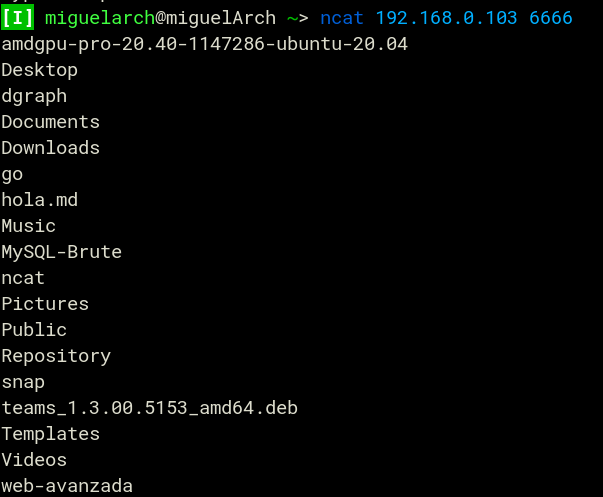 [I] miguelarch@miguelArch ~> ncat 192.168.0.103 6666
amdgpu-pro-20.40-1147286-ubuntu-20.04
Desktop
dgraph
Documents
Downloads
go
hola.md
Music
MySQL-Brute
ncat
Pictures
Public
Repository
snap
teams_1.3.00.5153_amd64.deb
Templates
Videos
web-avanzada